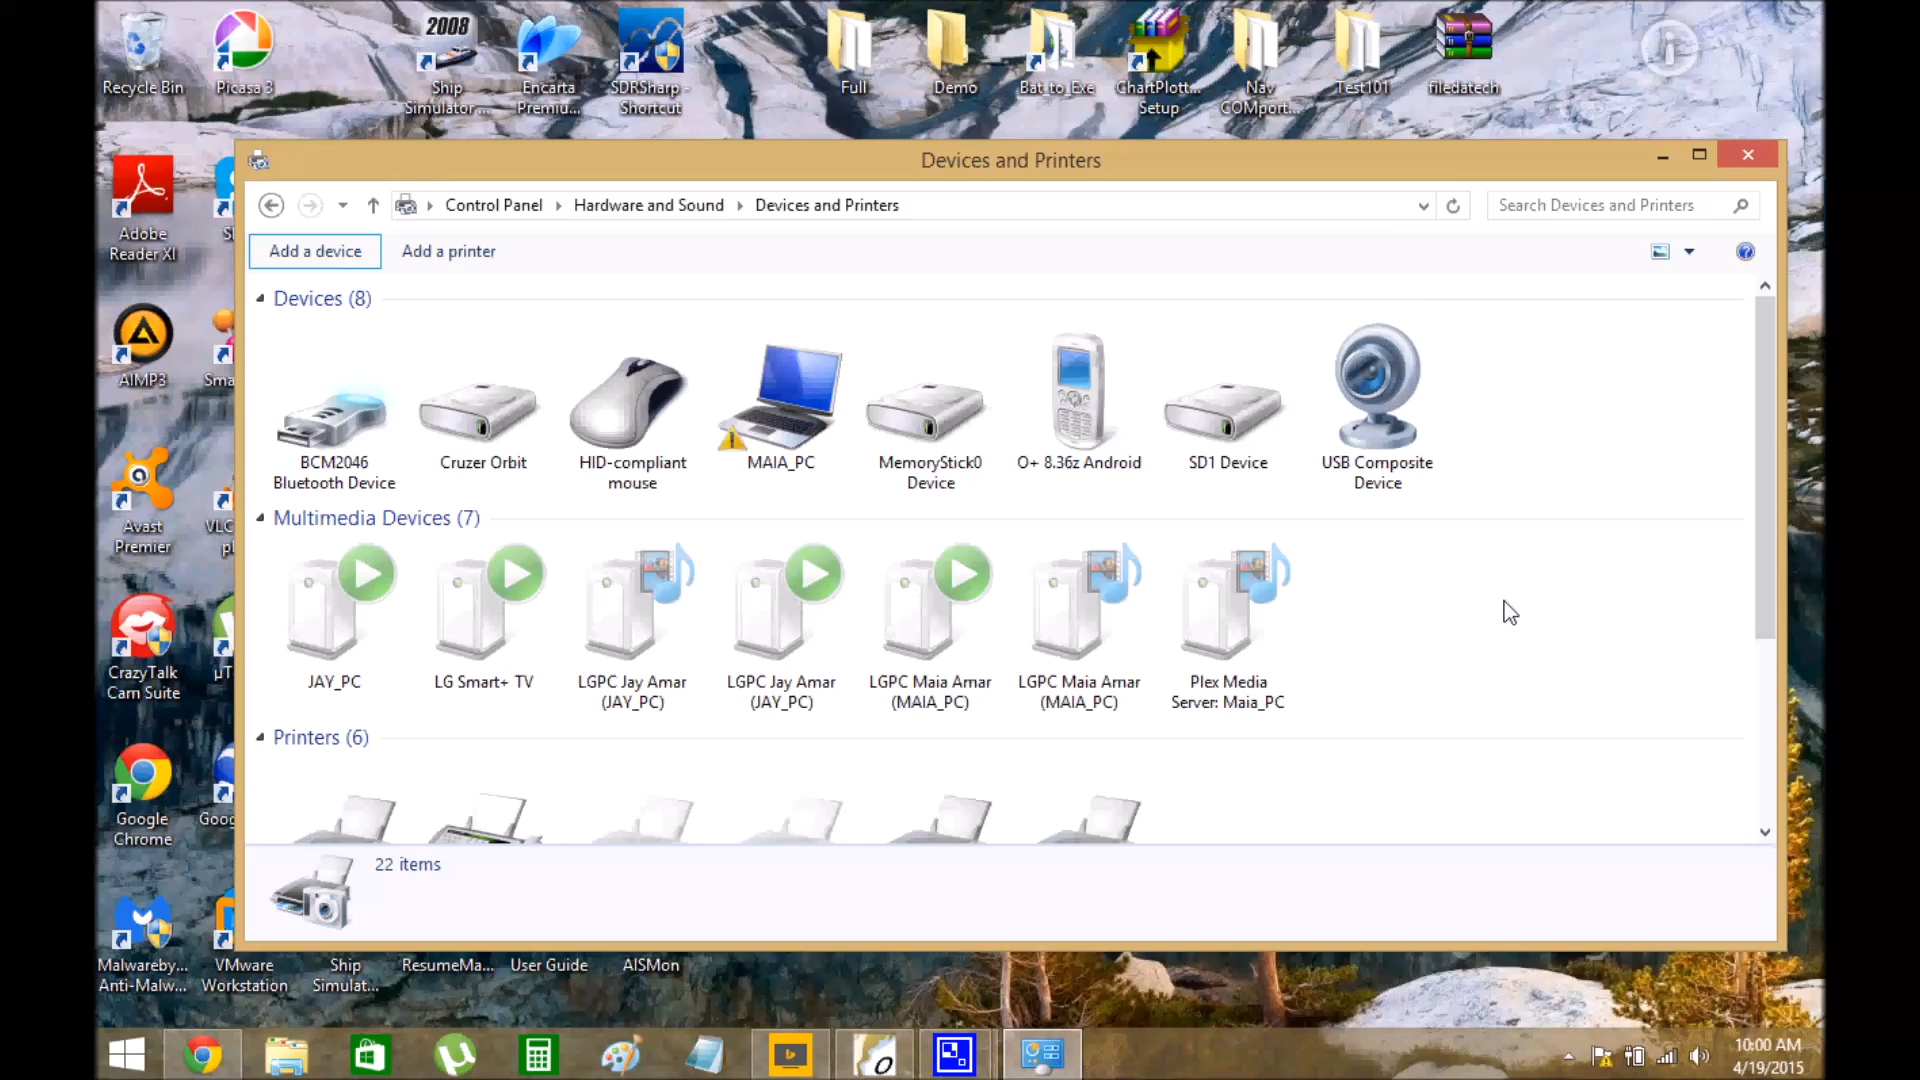 Recycle Bin
Picasa 3
2008
Ship
Simulator ...
Encarta
Premiu...
SDRSharp -
Shortcut
Full
Demo
Bat_to_Exe
ChartPlott...
Setup
Nav
COMport...
Test101
filedatech
Devices and Printers
Control Panel
Hardware and Sound
Devices and Printers
Search Devices and Printers
Add a device
Add a printer
Devices (8)
BCM2046
Bluetooth Device
Cruzer Orbit
HID-compliant
mouse
MAIA_PC
MemoryStick0
Device
O+ 8.36z Android
SD1 Device
USB Composite
Device
Multimedia Devices (7)
JAY_PC
LG Smart+ TV
LGPC Jay Amar
(JAY_PC)
LGPC Jay Amar
(JAY_PC)
LGPC Maia Amar
(MAIA_PC)
LGPC Maia Amar
(MAIA_PC)
Plex Media
Server: Maia_PC
Printers (6)
22 items
Adobe
Reader XI
AIMP3
Sma
Avast
Premier
VLC
pl
CrazyTalk
Cam Suite
µT
Google
Chrome
Goog
Malwareby...
Anti-Malw...
VMware
Workstation
Ship
Simulat...
ResumeMa...
User Guide
AISMon
10:00 AM
4/19/2015